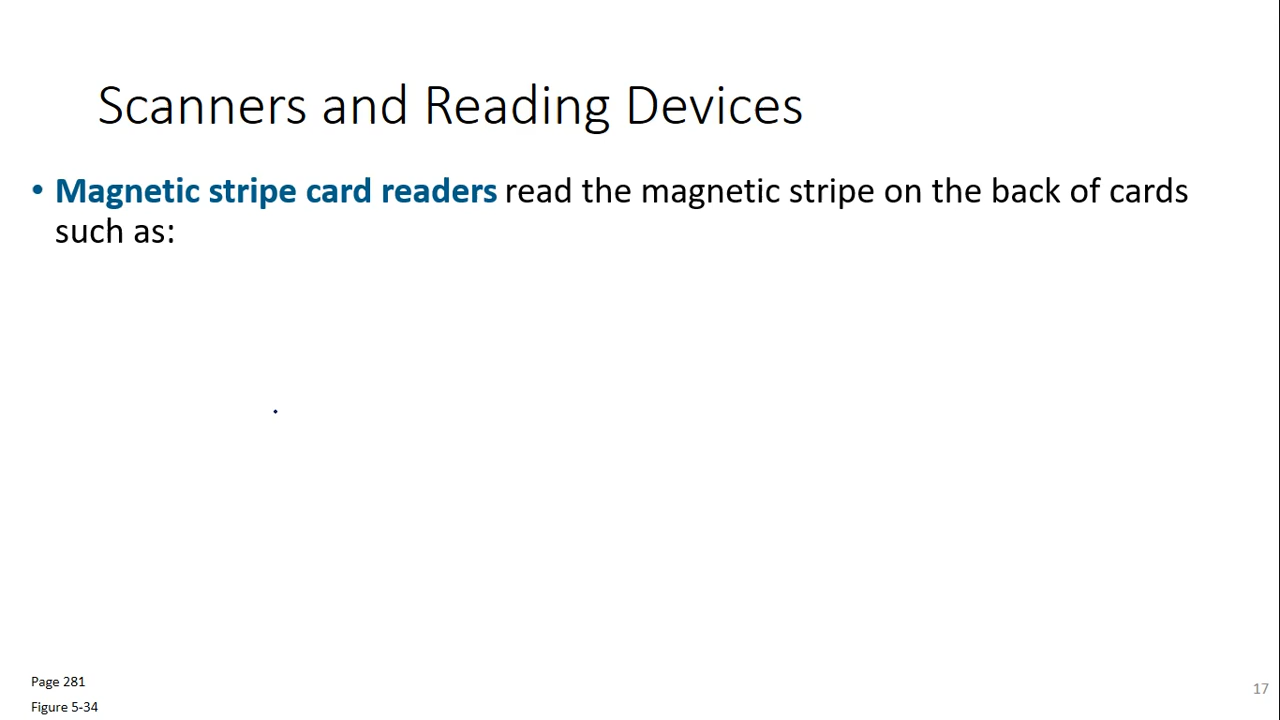 Scanners and Reading Devices
• Magnetic stripe card readers read the magnetic stripe on the back of cards
such as:
Page 281
Figure 5-34
17